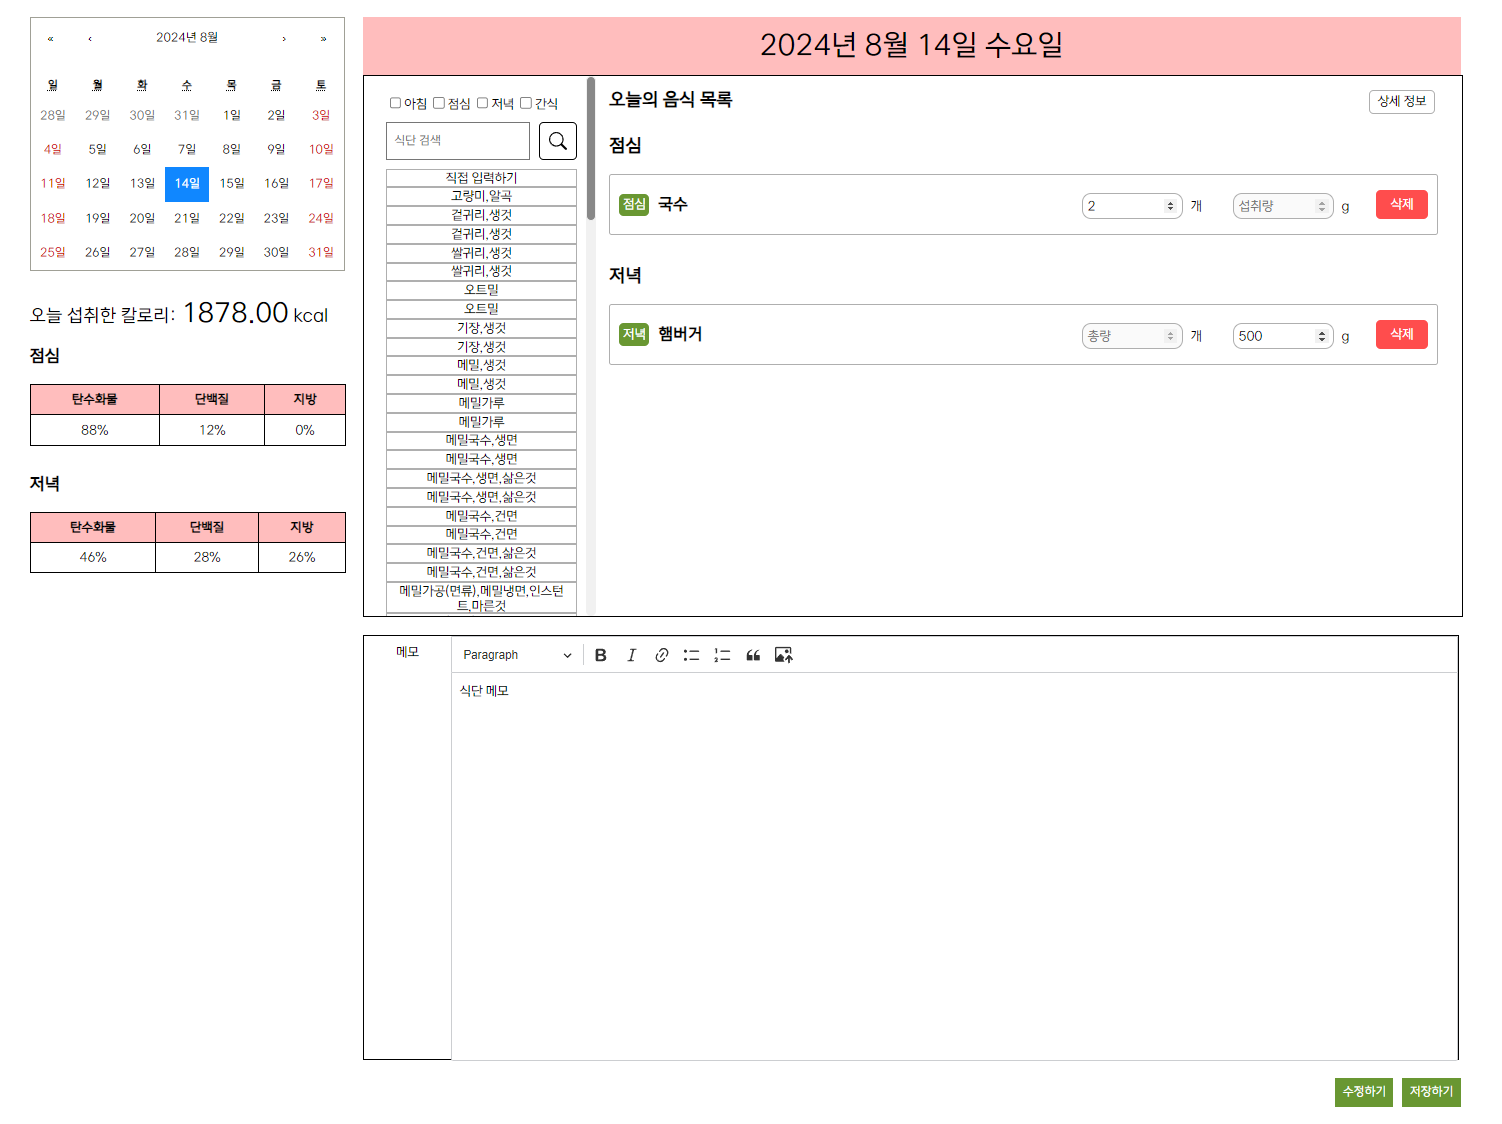 « ‹ 2024년 8월 › »
일 월 화 수 목 금 토
28일 29일 30일 31일 1일 2일 3일
4일 5일 6일 7일 8일 9일 10일
11일 12일 13일 14일 15일 16일 17일
18일 19일 20일 21일 22일 23일 24일
25일 26일 27일 28일 29일 30일 31일
오늘 섭취한 칼로리: 1878.00 kcal
점심
탄수화물 단백질 지방
88% 12% 0%
저녁
탄수화물 단백질 지방
46% 28% 26%
2024년 8월 14일 수요일
아침 점심 저녁 간식
식단 검색
직접 입력하기
고량미,알곡
겉귀리,생것
겉귀리,생것
쌀귀리,생것
쌀귀리,생것
오트밀
오트밀
기장,생것
기장,생것
메밀,생것
메밀,생것
메밀가루
메밀가루
메밀국수,생면
메밀국수,생면
메밀국수,생면,삶은것
메밀국수,생면,삶은것
메밀국수,건면
메밀국수,건면
메밀국수,건면,삶은것
메밀국수,건면,삶은것
메밀가공(면류),메밀냉면,인스턴
트,마른것
오늘의 음식 목록 상세 정보
점심
점심 국수 2 개 섭취량 g 삭제
저녁
저녁 햄버거 총량 개 500 g 삭제
메모 Paragraph B I
식단 메모
수정하기 저장하기